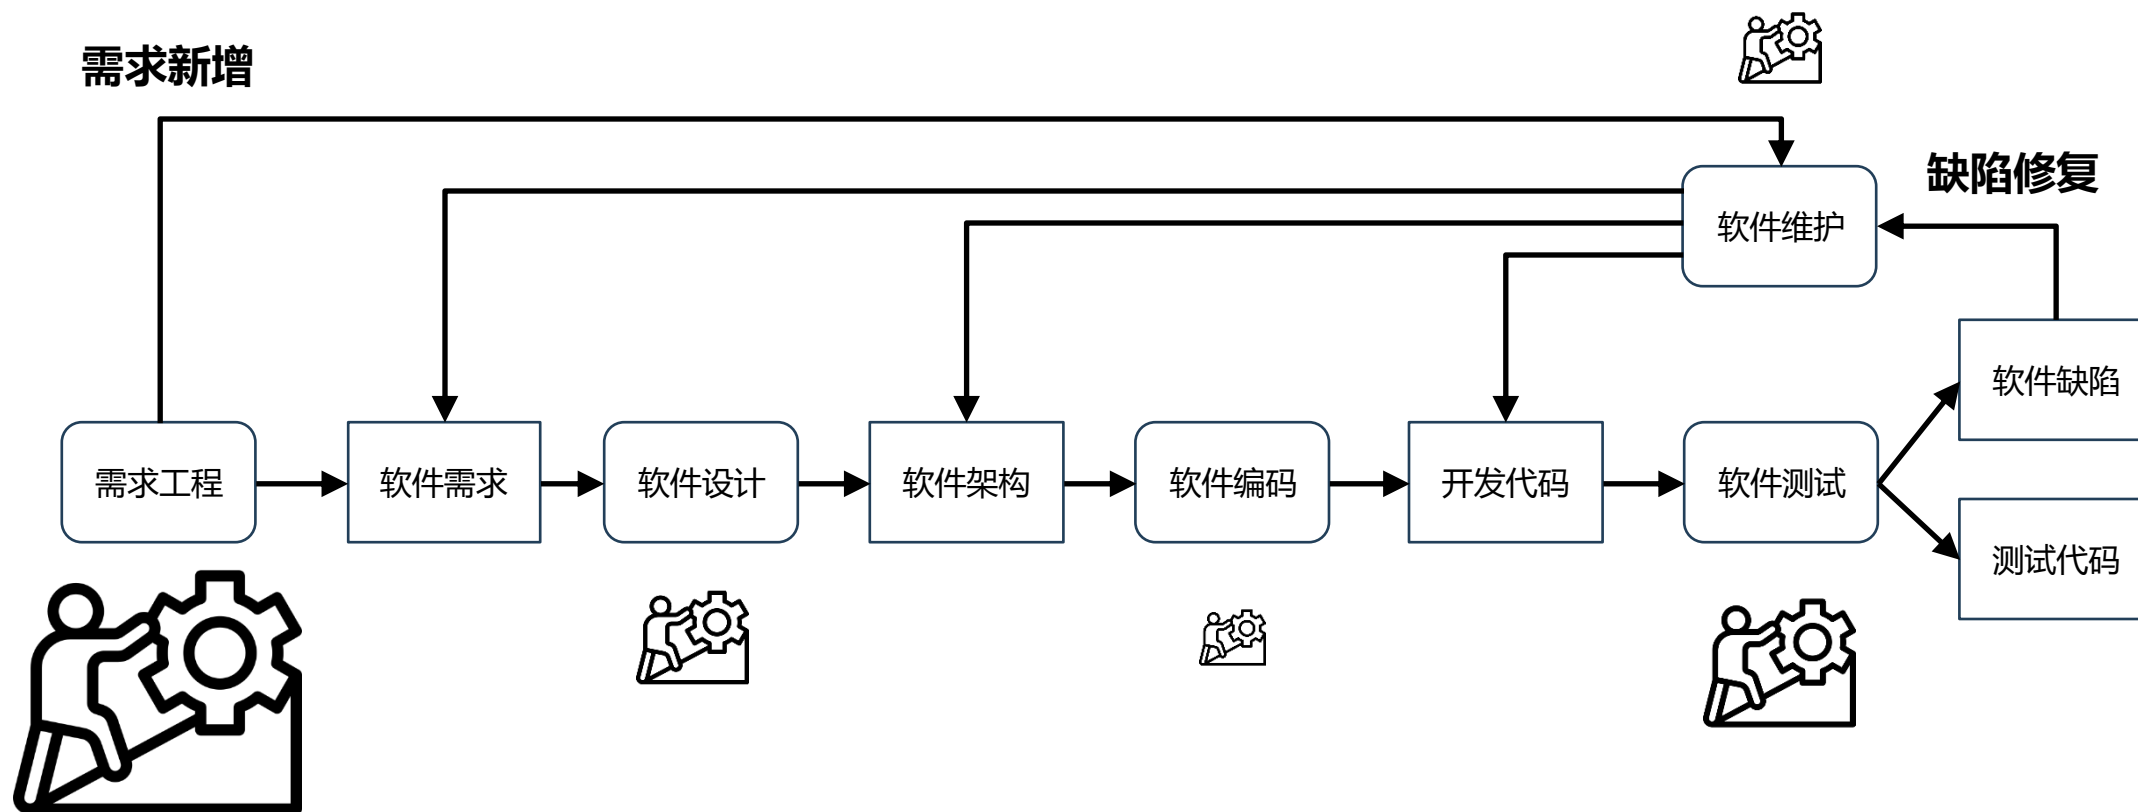 需求新增
缺陷修复
软件维护
软件缺陷
需求工程
软件需求
软件设计
软件架构
软件编码
开发代码
软件测试
测试代码